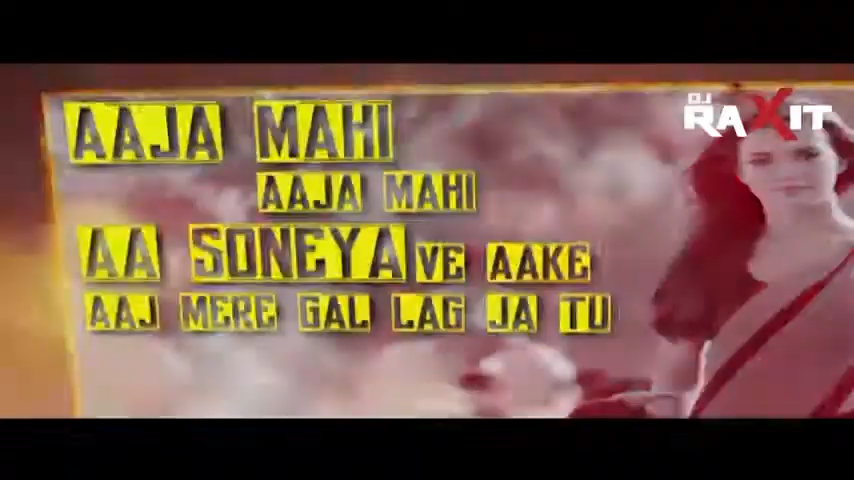 DJ
RAXIT
AAJA MAHI
AAJA MAHI
AA SONEYA VE AAKE
AAJ MERE GAL LAG JA TU